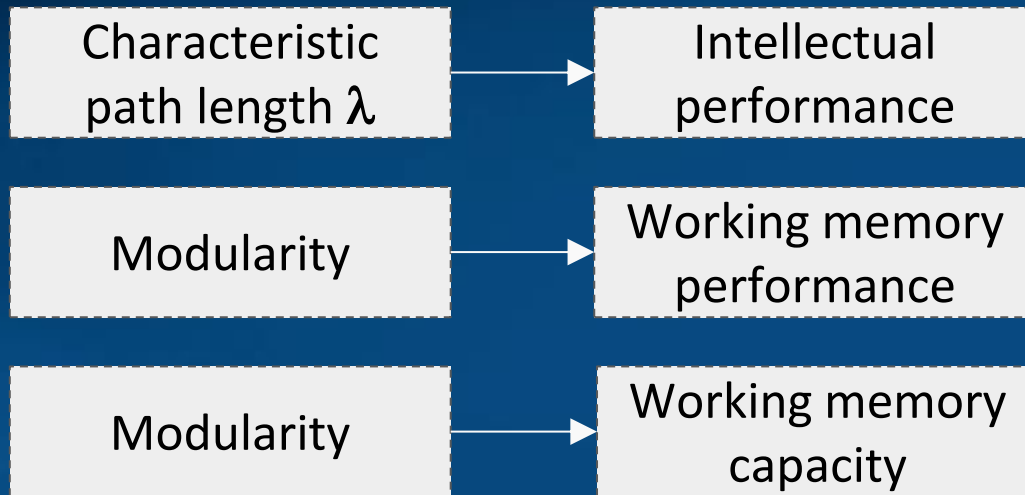 Characteristic
path length λ
Intellectual
performance
Modularity
Working memory
performance
Modularity
Working memory
capacity